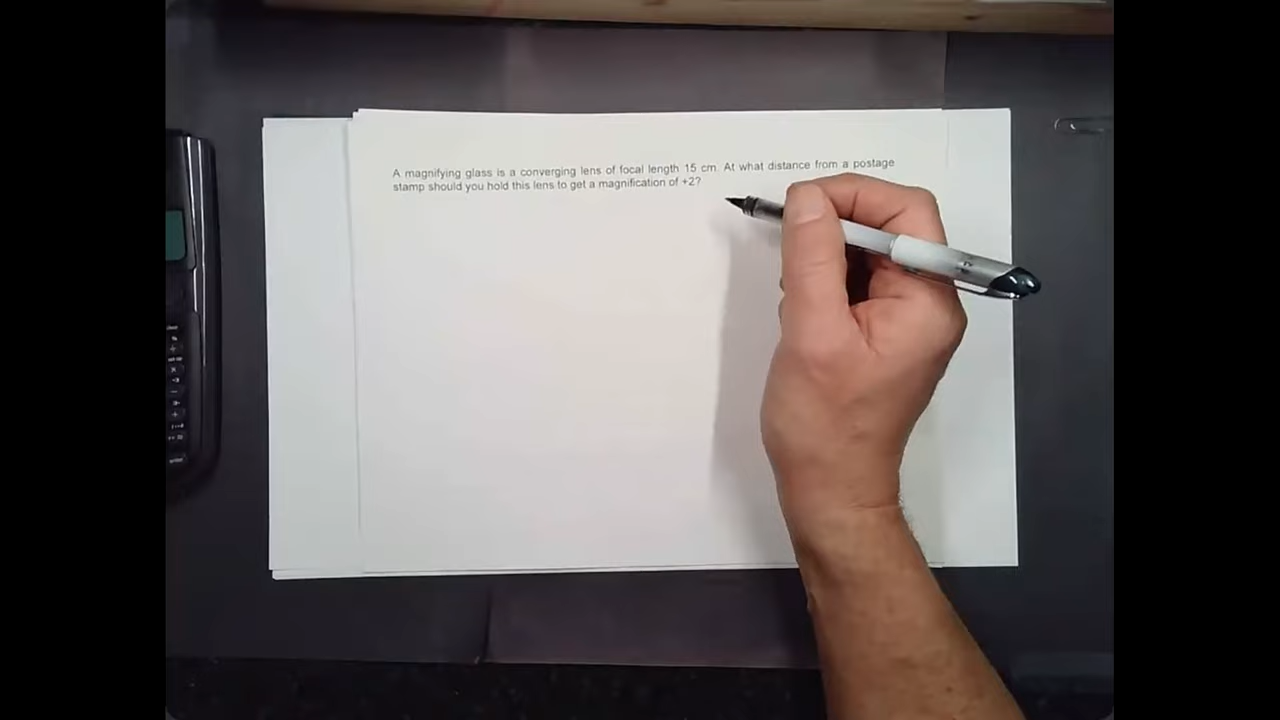 A magnifying glass is a converging lens of focal length 15 cm. At what distance from a postage
stamp should you hold this lens to get a magnification of +2?